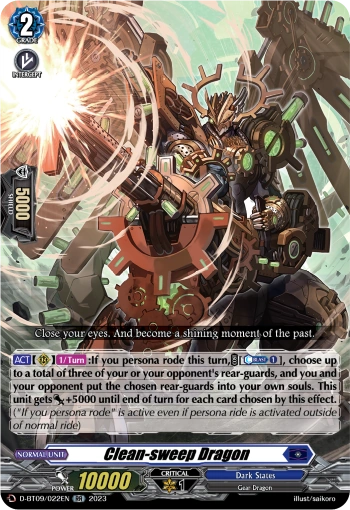 2
GRADE
INTERCEPT
5000
SHIELD
Close your eyes. And become a shining moment of the past.
ACT 1/Turn :If you persona rode this turn, [ BLAST 1 ], choose up
to a total of three of your or your opponent's rear-guards, and you and
your opponent put the chosen rear-guards into your own souls. This
unit gets +5000 until end of turn for each card chosen by this effect.
("If you persona rode" is active even if persona ride is activated outside
of normal ride)
NORMAL UNIT
Clean-sweep Dragon
POWER 10000
CRITICAL
1
Dark States
Gear Dragon
D-BT09/022EN RR 2023
illust/saikoro